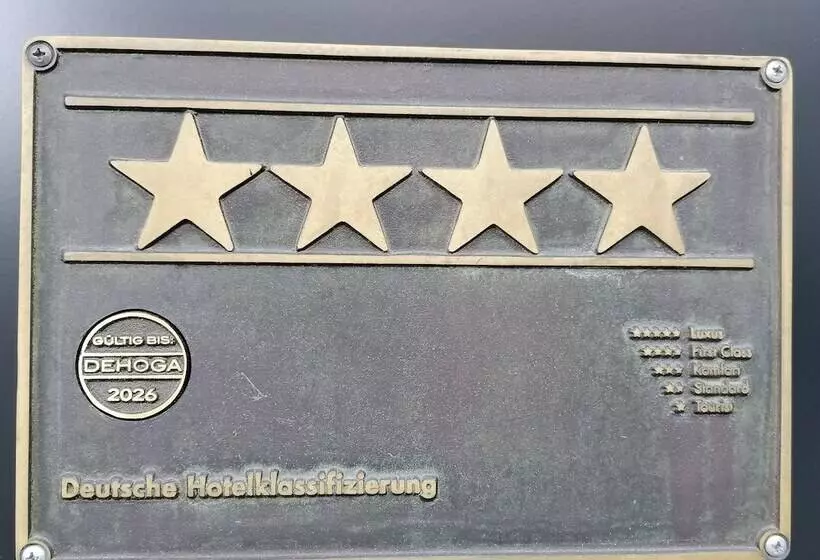 GÜLTIG BIS:
DEHOGA
2026
Luxus
First Class
Komfort
Standard
Tourist
Deutsche Hotelklassifizierung